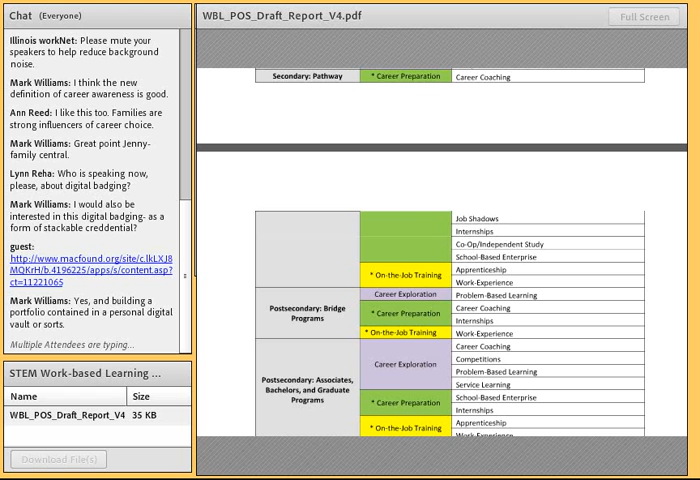 Chat (Everyone)
Illinois workNet: Please mute your
speakers to help reduce background
noise.
Mark Williams: I think the new
definition of career awareness is good.
Ann Reed: I like this too. Families are
strong influencers of career choice.
Mark Williams: Great point Jenny-
family central.
Lynn Reha: Who is speaking now,
please, about digital badging?
Mark Williams: I would also be
interested in this digital badging- as a
form of stackable creddential?
guest:
http://www.macfound.org/site/c.lkLXJ8
MQKrH/b.4196225/apps/s/content.asp?
ct=11221065
Mark Williams: Yes, and building a
portfolio contained in a personal digital
vault or sorts.
Multiple Attendees are typing...
STEM Work-based Learning ...
Name Size
WBL_POS_Draft_Report_V4 35 KB
Download File(s)
WBL_POS_Draft_Report_V4.pdf
Full Screen
Secondary: Pathway
* Career Preparation
Career Coaching
Job Shadows
Internships
Co-Op/Independent Study
School-Based Enterprise
* On-the-Job Training
Apprenticeship
Work-Experience
Postsecondary: Bridge
Programs
Career Exploration
Problem-Based Learning
* Career Preparation
Career Coaching
Internships
* On-the-Job Training
Work-Experience
Postsecondary: Associates,
Bachelors, and Graduate
Programs
Career Exploration
Career Coaching
Competitions
Problem-Based Learning
Service Learning
* Career Preparation
School-Based Enterprise
Internships
* On-the-Job Training
Apprenticeship
Work-Experience